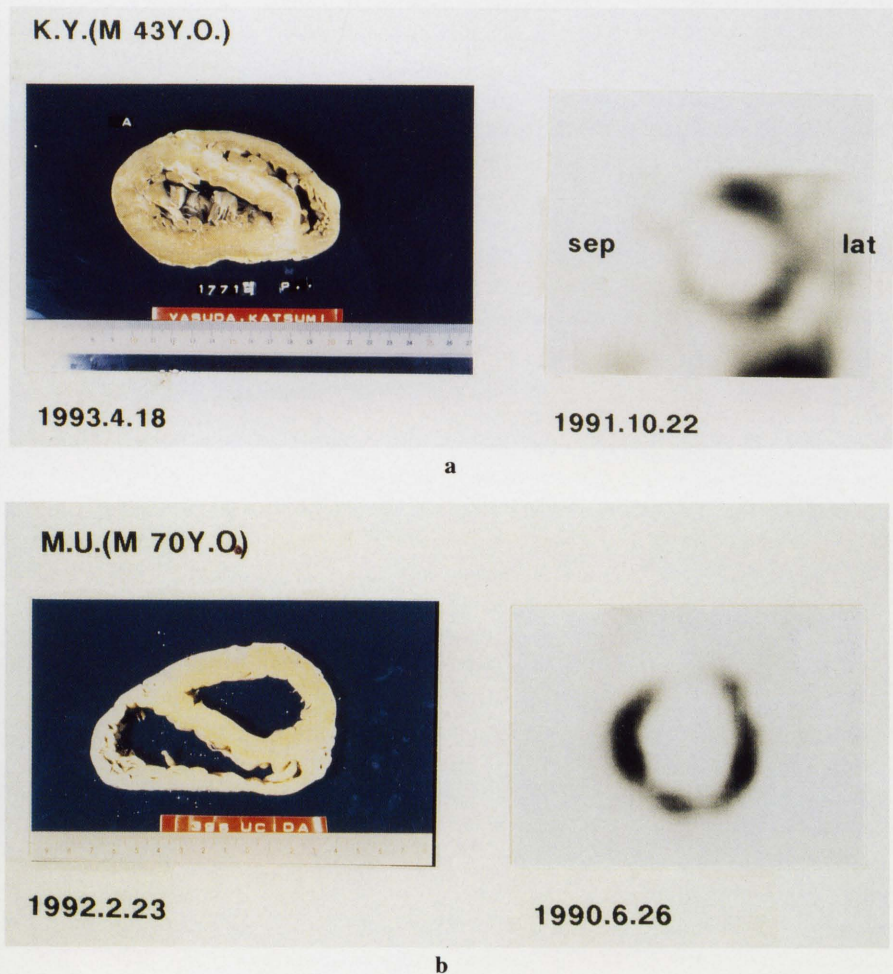 K.Y.(M 43Y.O.)
A
1771
P
YASUDA.KATSUMI
sep
lat
1993.4.18
1991.10.22
a
M.U.(M 70Y.O.)
UCIDA
1992.2.23
1990.6.26
b